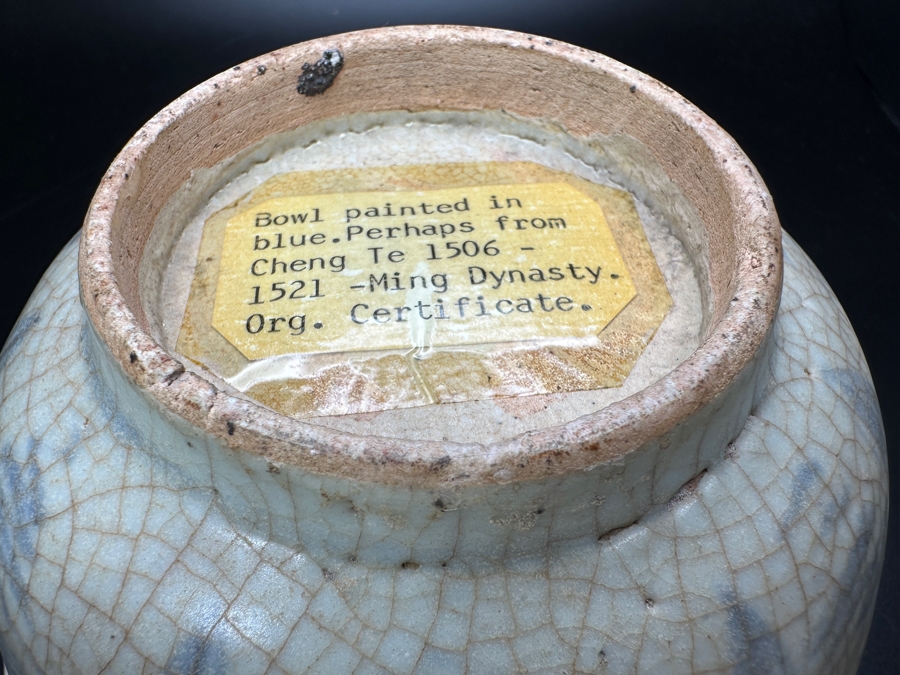 Bowl painted in
blue.Perhaps from
Cheng Te 1506 -
1521 -Ming Dynasty.
Org. Certificate.